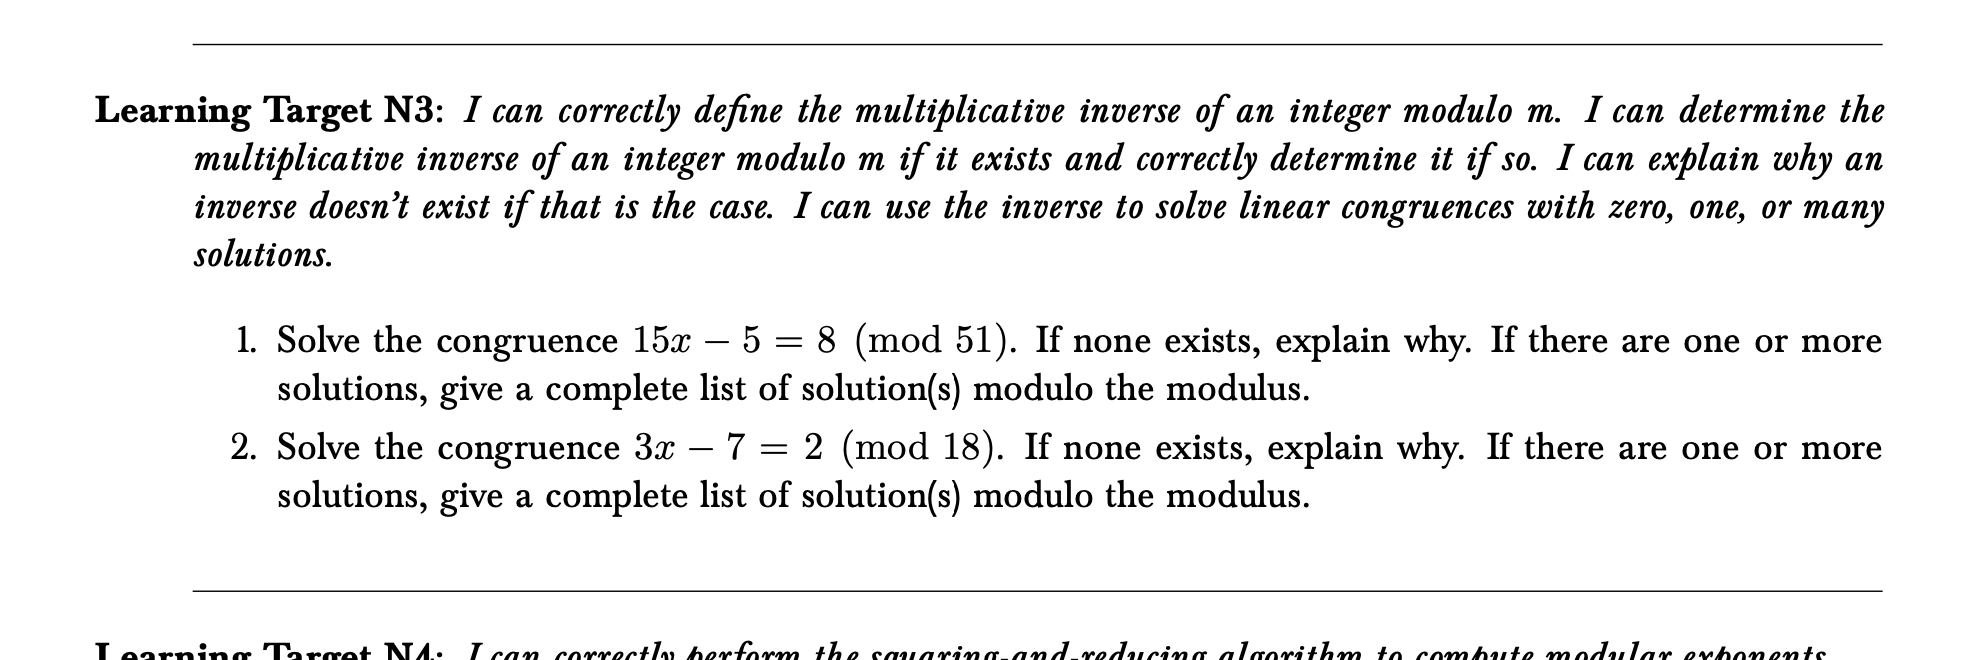 Learning Target N3: I can correctly define the multiplicative inverse of an integer modulo m. I can determine the
multiplicative inverse of an integer modulo m if it exists and correctly determine it if so. I can explain why an
inverse doesn't exist if that is the case. I can use the inverse to solve linear congruences with zero, one, or many
solutions.
1. Solve the congruence 15x − 5 = 8 (mod 51). If none exists, explain why. If there are one or more
solutions, give a complete list of solution(s) modulo the modulus.
2. Solve the congruence 3x − 7 = 2 (mod 18). If none exists, explain why. If there are one or more
solutions, give a complete list of solution(s) modulo the modulus.
Learning Target N4: I can correctly perform the squaring-and-reducing algorithm to compute modular exponents